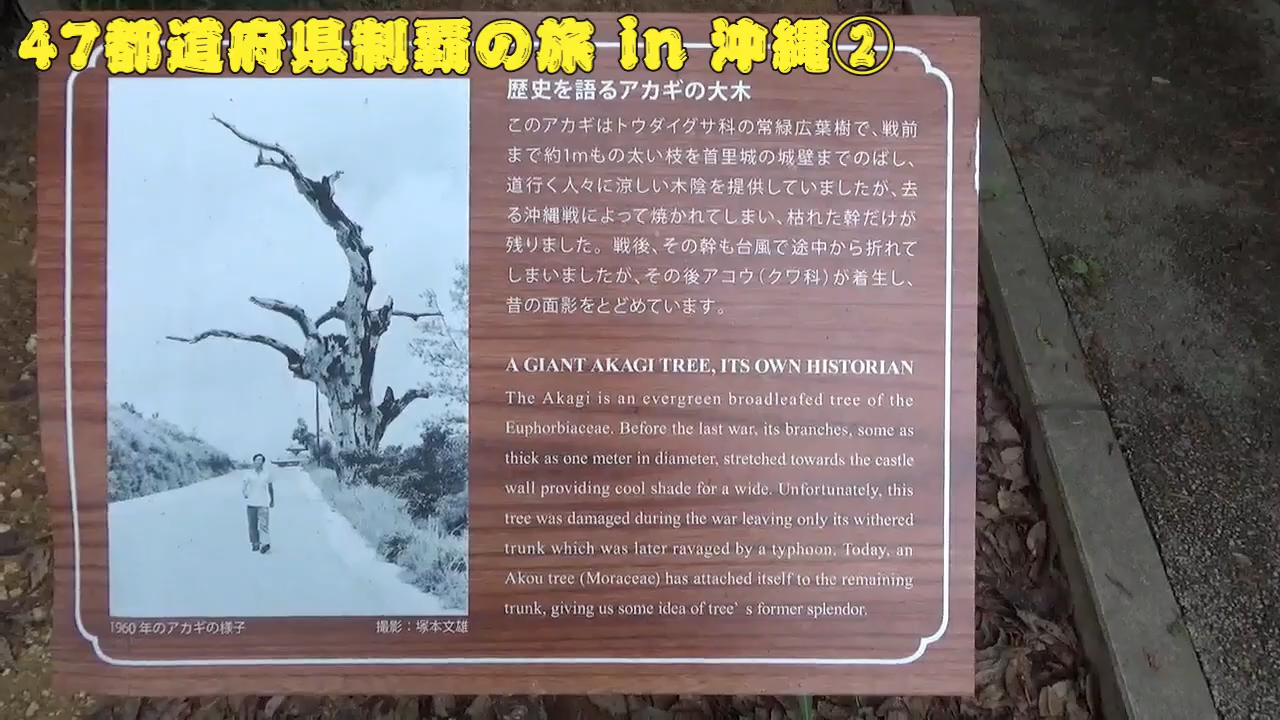 47都道府県制覇の旅 in 沖縄②
歴史を語るアカギの大木
このアカギはトウダイグサ科の常緑広葉樹で、戦前
まで約1mもの太い枝を首里城の城壁までのばし、
道行く人々に涼しい木陰を提供していましたが、去
る沖縄戦によって焼かれてしまい、枯れた幹だけが
残りました。戦後、その幹も台風で途中から折れて
しまいましたが、その後アコウ(クワ科)が着生し、
昔の面影をとどめています。
A GIANT AKAGI TREE, ITS OWN HISTORIAN
The Akagi is an evergreen broadleafed tree of the
Euphorbiaceae. Before the last war, its branches, some as
thick as one meter in diameter, stretched towards the castle
wall providing cool shade for a wide. Unfortunately, this
tree was damaged during the war leaving only its withered
trunk which was later ravaged by a typhoon. Today, an
Akou tree (Moraceae) has attached itself to the remaining
trunk, giving us some idea of tree's former splendor.
1960年のアカギの様子
撮影:塚本文雄